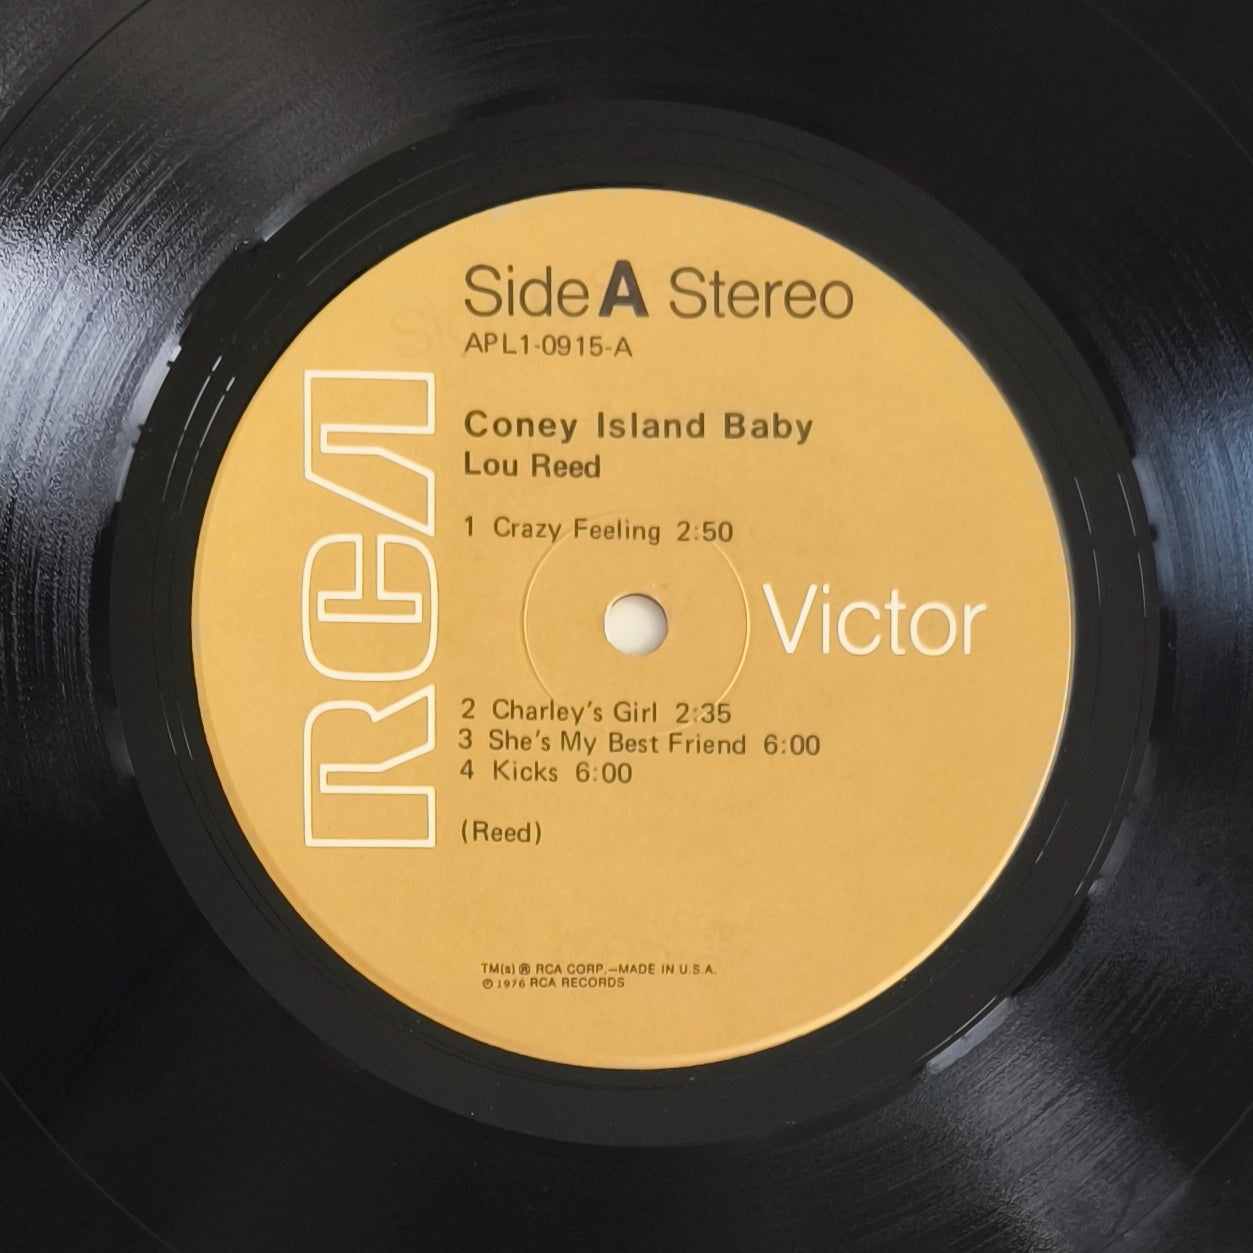 Side A Stereo
APL1-0915-A
Coney Island Baby
Lou Reed
1 Crazy Feeling 2:50
RCA
Victor
2 Charley's Girl 2:35
3 She's My Best Friend 6:00
4 Kicks 6:00
(Reed)
TM(s) ® RCA CORP.—MADE IN U.S.A.
℗ 1976 RCA RECORDS